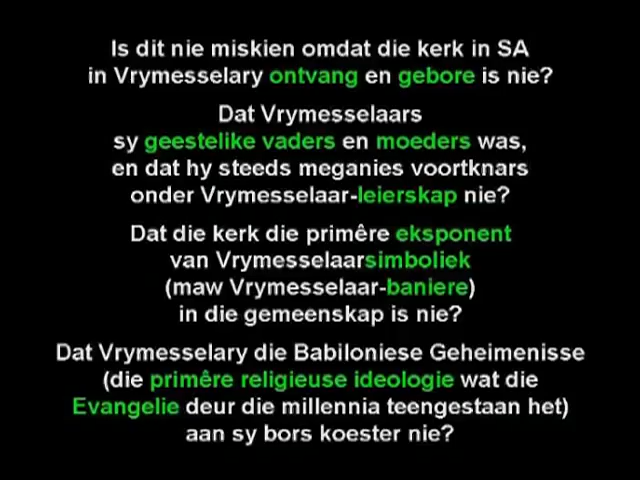 Is dit nie miskien omdat die kerk in SA
in Vrymesselary ontvang en gebore is nie?
Dat Vrymesselaars
sy geestelike vaders en moeders was,
en dat hy steeds meganies voortknars
onder Vrymesselaar-leierskap nie?
Dat die kerk die primêre eksponent
van Vrymesselaarsimboliek
(maw Vrymesselaar-baniere)
in die gemeenskap is nie?
Dat Vrymesselary die Babiloniese Geheimenisse
(die primêre religieuse ideologie wat die
Evangelie deur die millennia teengestaan het)
aan sy bors koester nie?